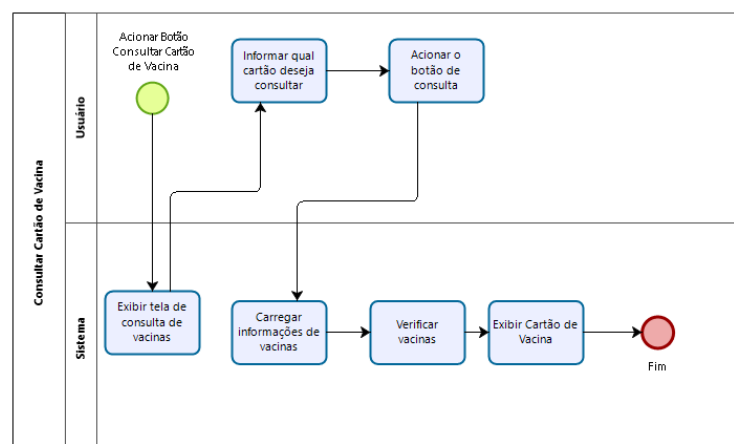 Consultar Cartão de Vacina
Usuário
Acionar Botão
Consultar Cartão
de Vacina
Informar qual
cartão deseja
consultar
Acionar o
botão de
consulta
Sistema
Exibir tela de
consulta de
vacinas
Carregar
informações de
vacinas
Verificar
vacinas
Exibir Cartão de
Vacina
Fim